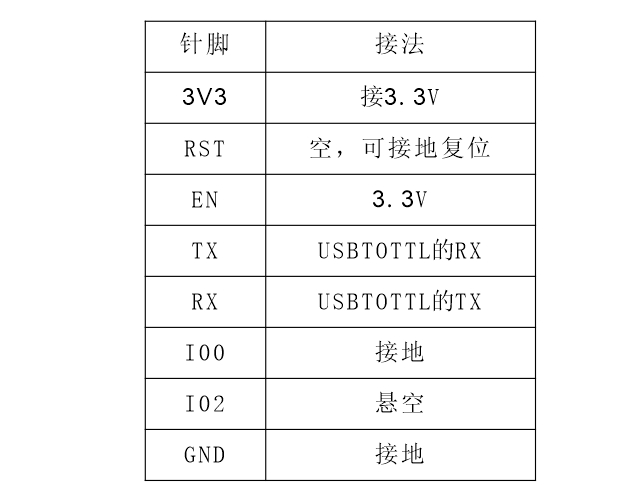 针脚 接法
3V3 接3.3V
RST 空，可接地复位
EN 3.3V
TX USBTOTTL的RX
RX USBTOTTL的TX
IO0 接地
IO2 悬空
GND 接地